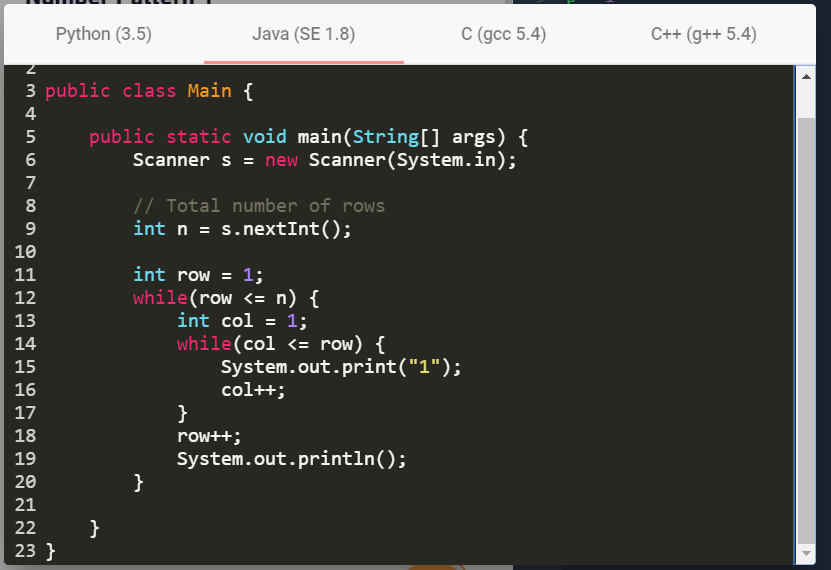 Number Pattern 1
Python (3.5) Java (SE 1.8) C (gcc 5.4) C++ (g++ 5.4)
2
3 public class Main {
4
5     public static void main(String[] args) {
6         Scanner s = new Scanner(System.in);
7
8         // Total number of rows
9         int n = s.nextInt();
10
11         int row = 1;
12         while(row <= n) {
13             int col = 1;
14             while(col <= row) {
15                 System.out.print("1");
16                 col++;
17             }
18             row++;
19             System.out.println();
20         }
21
22     }
23 }